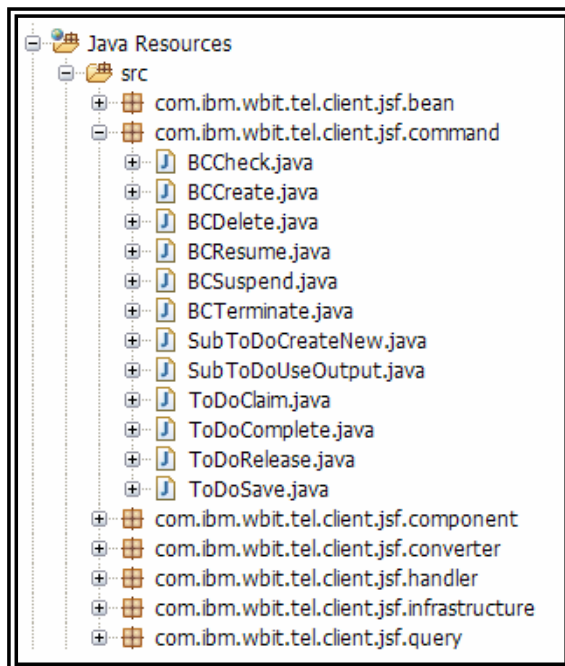 Java Resources
src
com.ibm.wbit.tel.client.jsf.bean
com.ibm.wbit.tel.client.jsf.command
BCCheck.java
BCCreate.java
BCDelete.java
BCResume.java
BCSuspend.java
BCTerminate.java
SubToDoCreateNew.java
SubToDoUseOutput.java
ToDoClaim.java
ToDoComplete.java
ToDoRelease.java
ToDoSave.java
com.ibm.wbit.tel.client.jsf.component
com.ibm.wbit.tel.client.jsf.converter
com.ibm.wbit.tel.client.jsf.handler
com.ibm.wbit.tel.client.jsf.infrastructure
com.ibm.wbit.tel.client.jsf.query